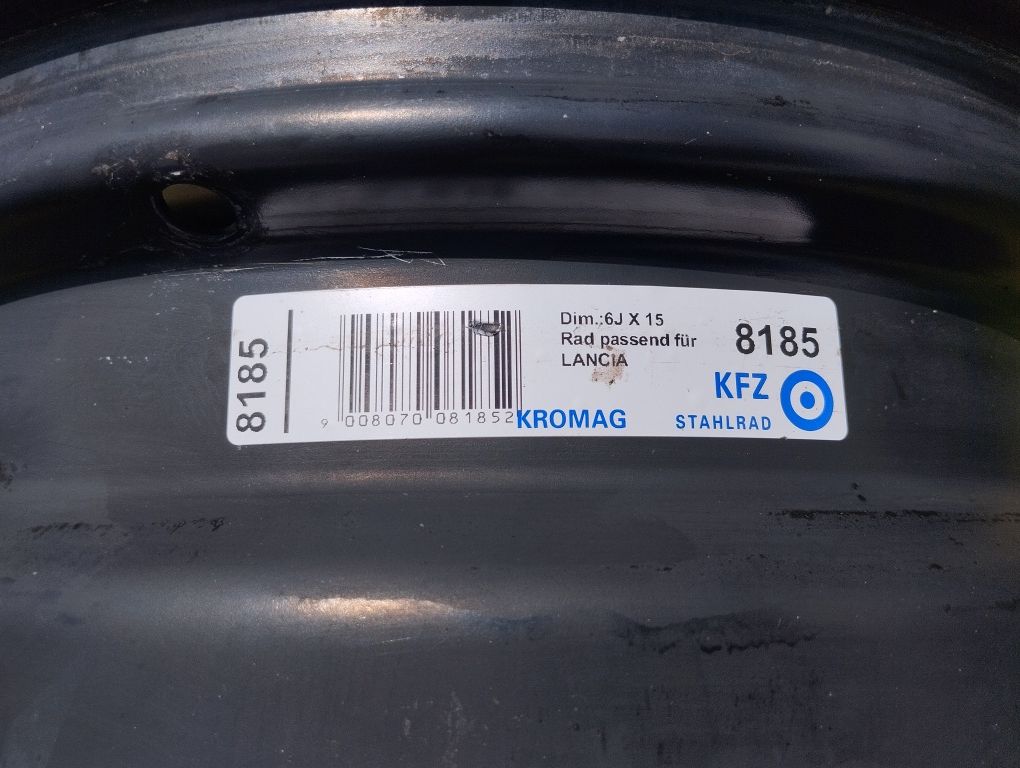 8185
9 008070 081852
Dim.:6J X 15
Rad passend für
LANCIA
8185
KROMAG
KFZ
STAHLRAD